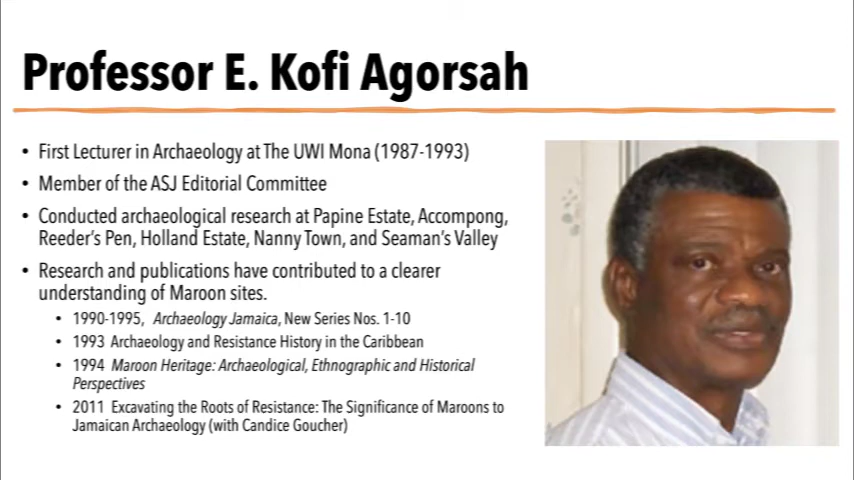 Professor E. Kofi Agorsah
• First Lecturer in Archaeology at The UWI Mona (1987-1993)
• Member of the ASJ Editorial Committee
• Conducted archaeological research at Papine Estate, Accompong,
Reeder's Pen, Holland Estate, Nanny Town, and Seaman's Valley
• Research and publications have contributed to a clearer
understanding of Maroon sites.
• 1990-1995, Archaeology Jamaica, New Series Nos. 1-10
• 1993 Archaeology and Resistance History in the Caribbean
• 1994 Maroon Heritage: Archaeological, Ethnographic and Historical
Perspectives
• 2011 Excavating the Roots of Resistance: The Significance of Maroons to
Jamaican Archaeology (with Candice Goucher)